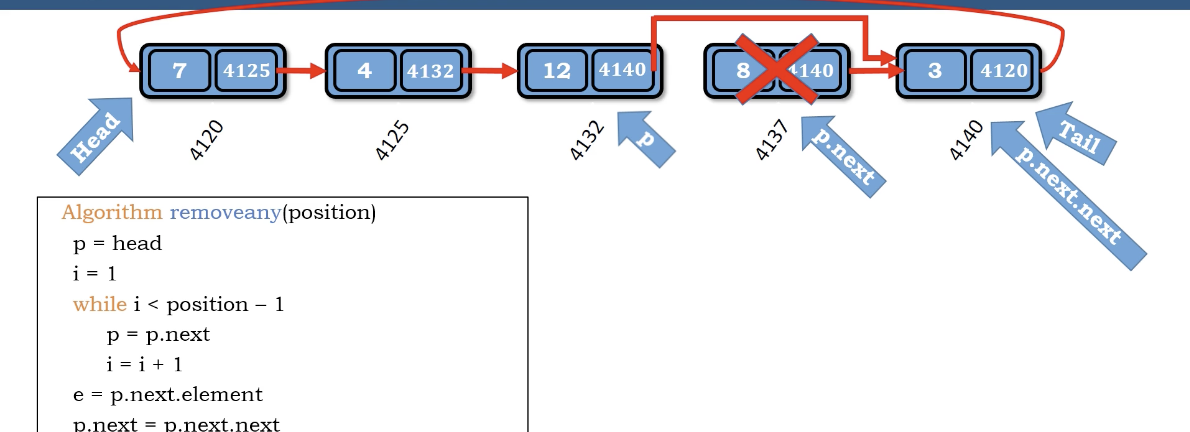 7 4125 4 4132 12 4140 8 4140 3 4120
Head 4120 4125 4132 p 4137 p.next 4140 Tail
p.next.next
Algorithm removeany(position)
p = head
i = 1
while i < position – 1
p = p.next
i = i + 1
e = p.next.element
p.next = p.next.next